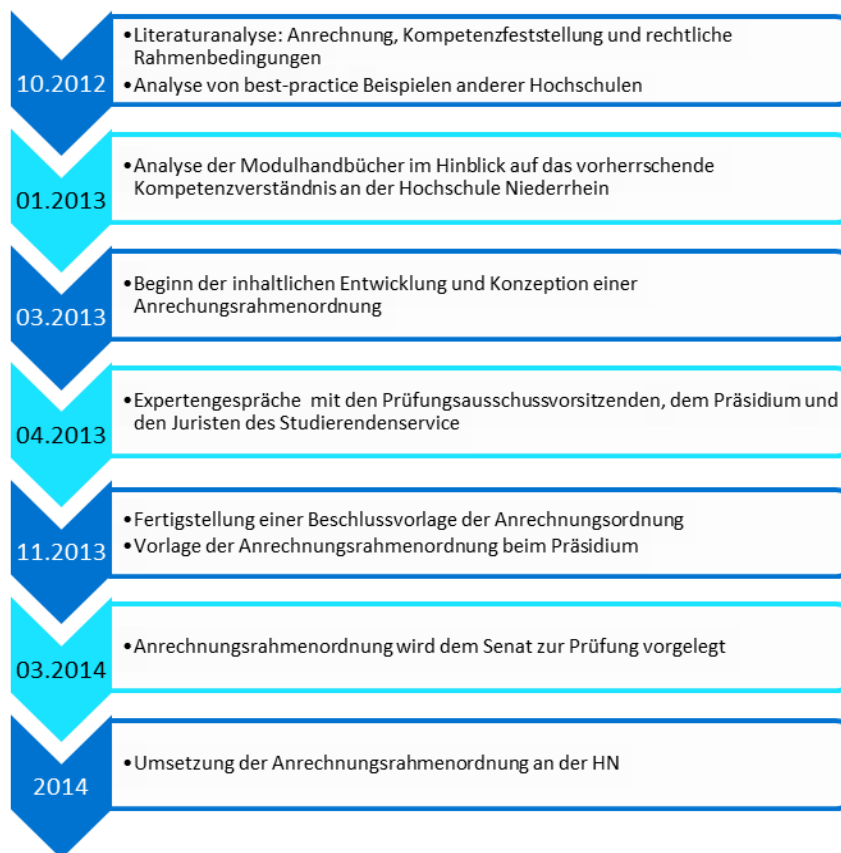 10.2012
•Literaturanalyse: Anrechnung, Kompetenzfeststellung und rechtliche
Rahmenbedingungen
•Analyse von best-practice Beispielen anderer Hochschulen
01.2013
•Analyse der Modulhandbücher im Hinblick auf das vorherrschende
Kompetenzverständnis an der Hochschule Niederrhein
03.2013
•Beginn der inhaltlichen Entwicklung und Konzeption einer
Anrechungsrahmenordnung
04.2013
•Expertengespräche mit den Prüfungsausschussvorsitzenden, dem Präsidium und
den Juristen des Studierendenservice
11.2013
•Fertigstellung einer Beschlussvorlage der Anrechnungsordnung
•Vorlage der Anrechnungsrahmenordnung beim Präsidium
03.2014
•Anrechnungsrahmenordnung wird dem Senat zur Prüfung vorgelegt
2014
•Umsetzung der Anrechnungsrahmenordnung an der HN